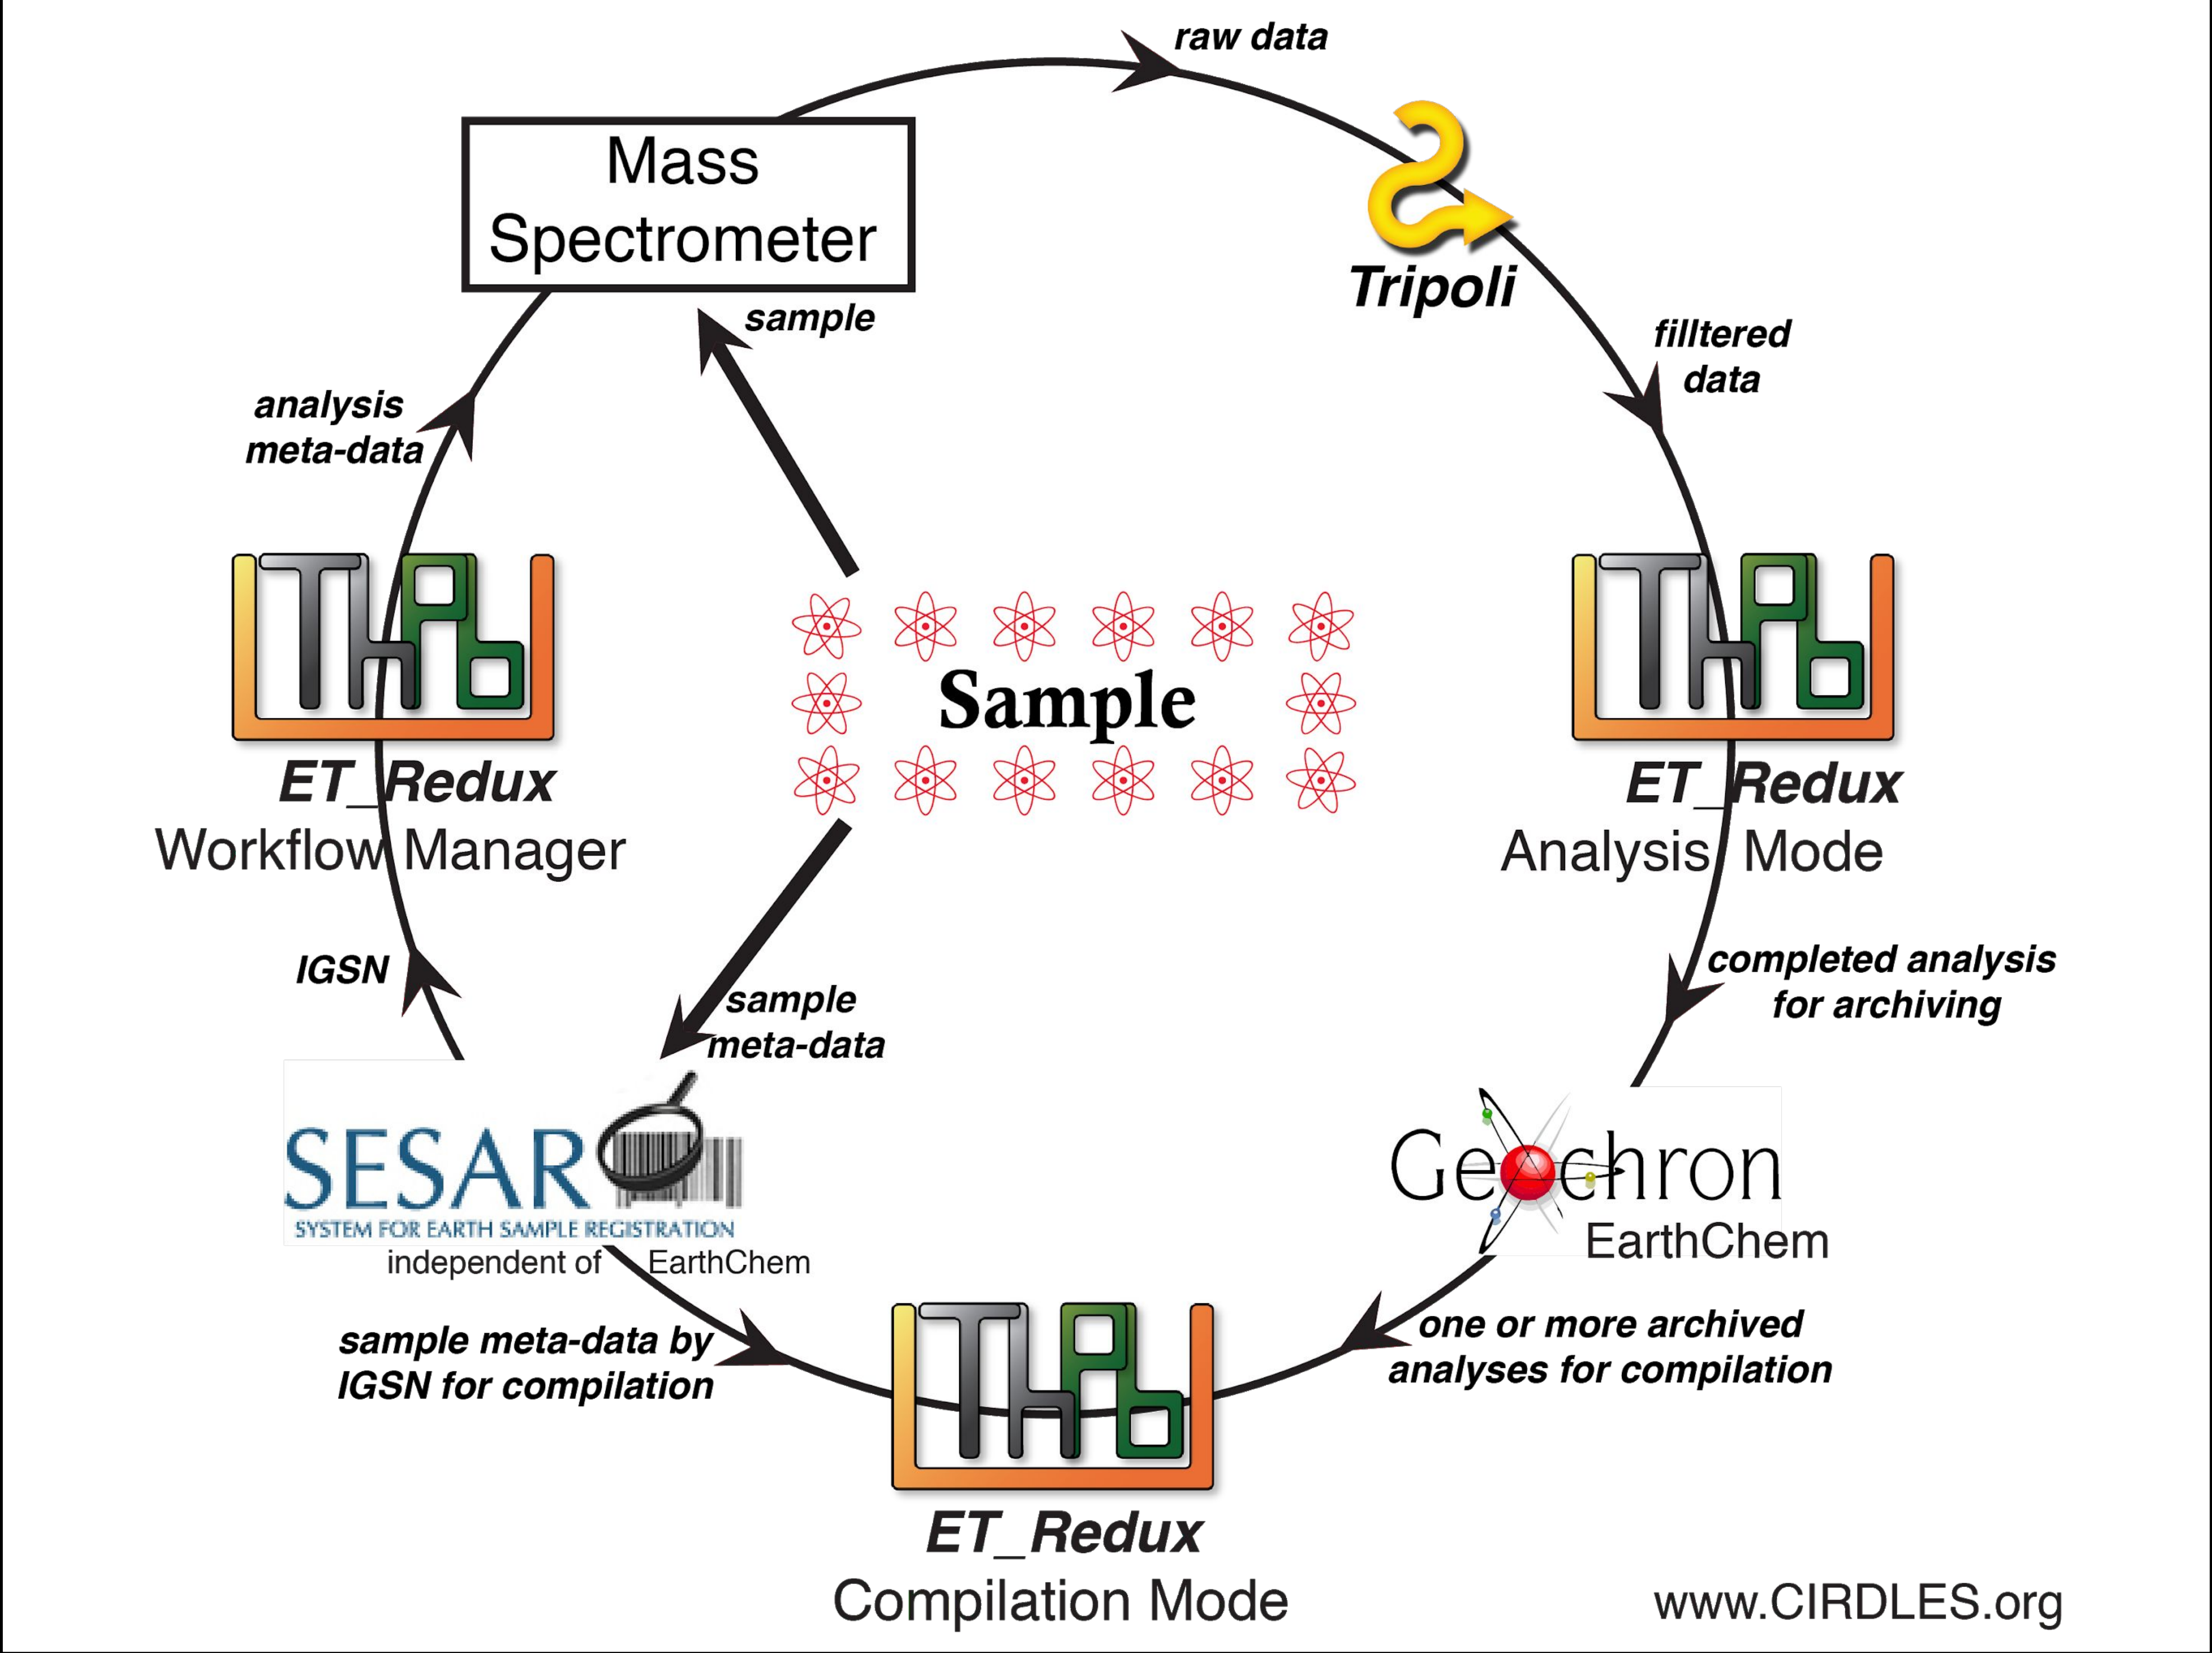 raw data
Mass
Spectrometer
sample
Tripoli
filltered
data
analysis
meta-data
ThPb
ET_Redux
Workflow Manager
Sample
ThPb
ET_Redux
Analysis Mode
IGSN
sample
meta-data
completed analysis
for archiving
SESAR
SYSTEM FOR EARTH SAMPLE REGISTRATION
independent of EarthChem
Geochron
EarthChem
sample meta-data by
IGSN for compilation
one or more archived
analyses for compilation
ThPb
ET_Redux
Compilation Mode
www.CIRDLES.org